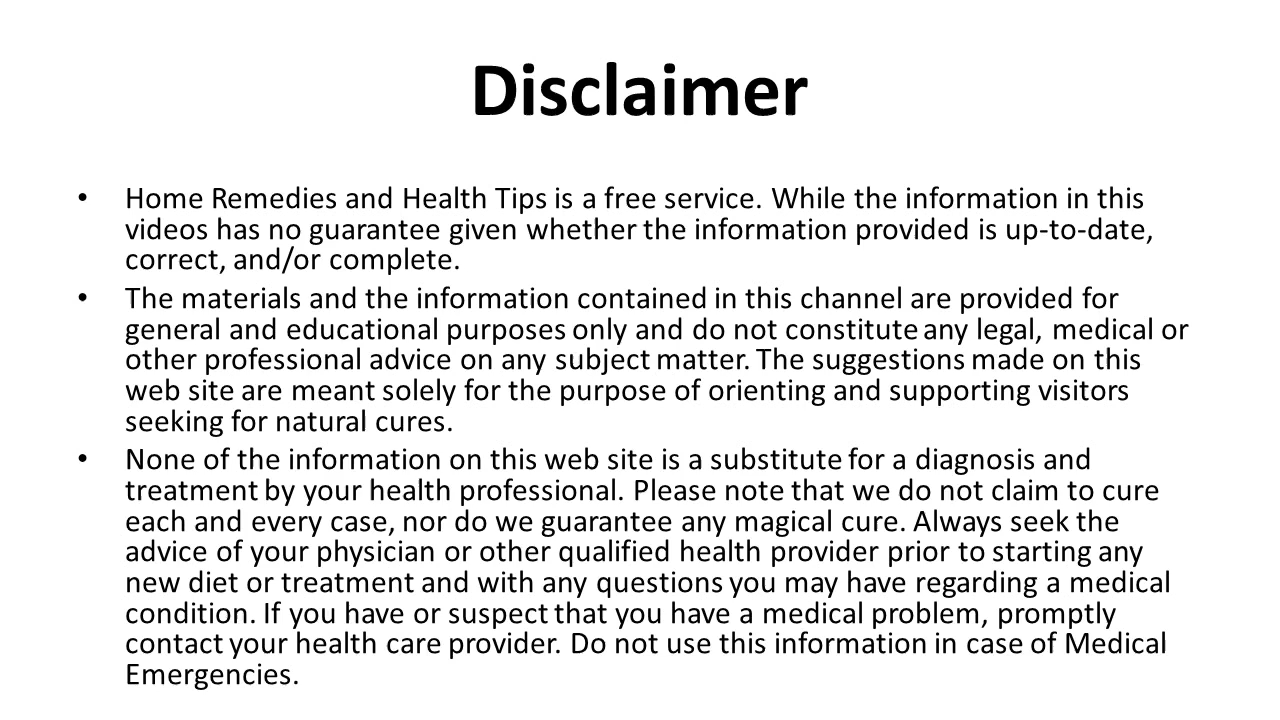 Disclaimer
• Home Remedies and Health Tips is a free service. While the information in this
videos has no guarantee given whether the information provided is up-to-date,
correct, and/or complete.
• The materials and the information contained in this channel are provided for
general and educational purposes only and do not constitute any legal, medical or
other professional advice on any subject matter. The suggestions made on this
web site are meant solely for the purpose of orienting and supporting visitors
seeking for natural cures.
• None of the information on this web site is a substitute for a diagnosis and
treatment by your health professional. Please note that we do not claim to cure
each and every case, nor do we guarantee any magical cure. Always seek the
advice of your physician or other qualified health provider prior to starting any
new diet or treatment and with any questions you may have regarding a medical
condition. If you have or suspect that you have a medical problem, promptly
contact your health care provider. Do not use this information in case of Medical
Emergencies.